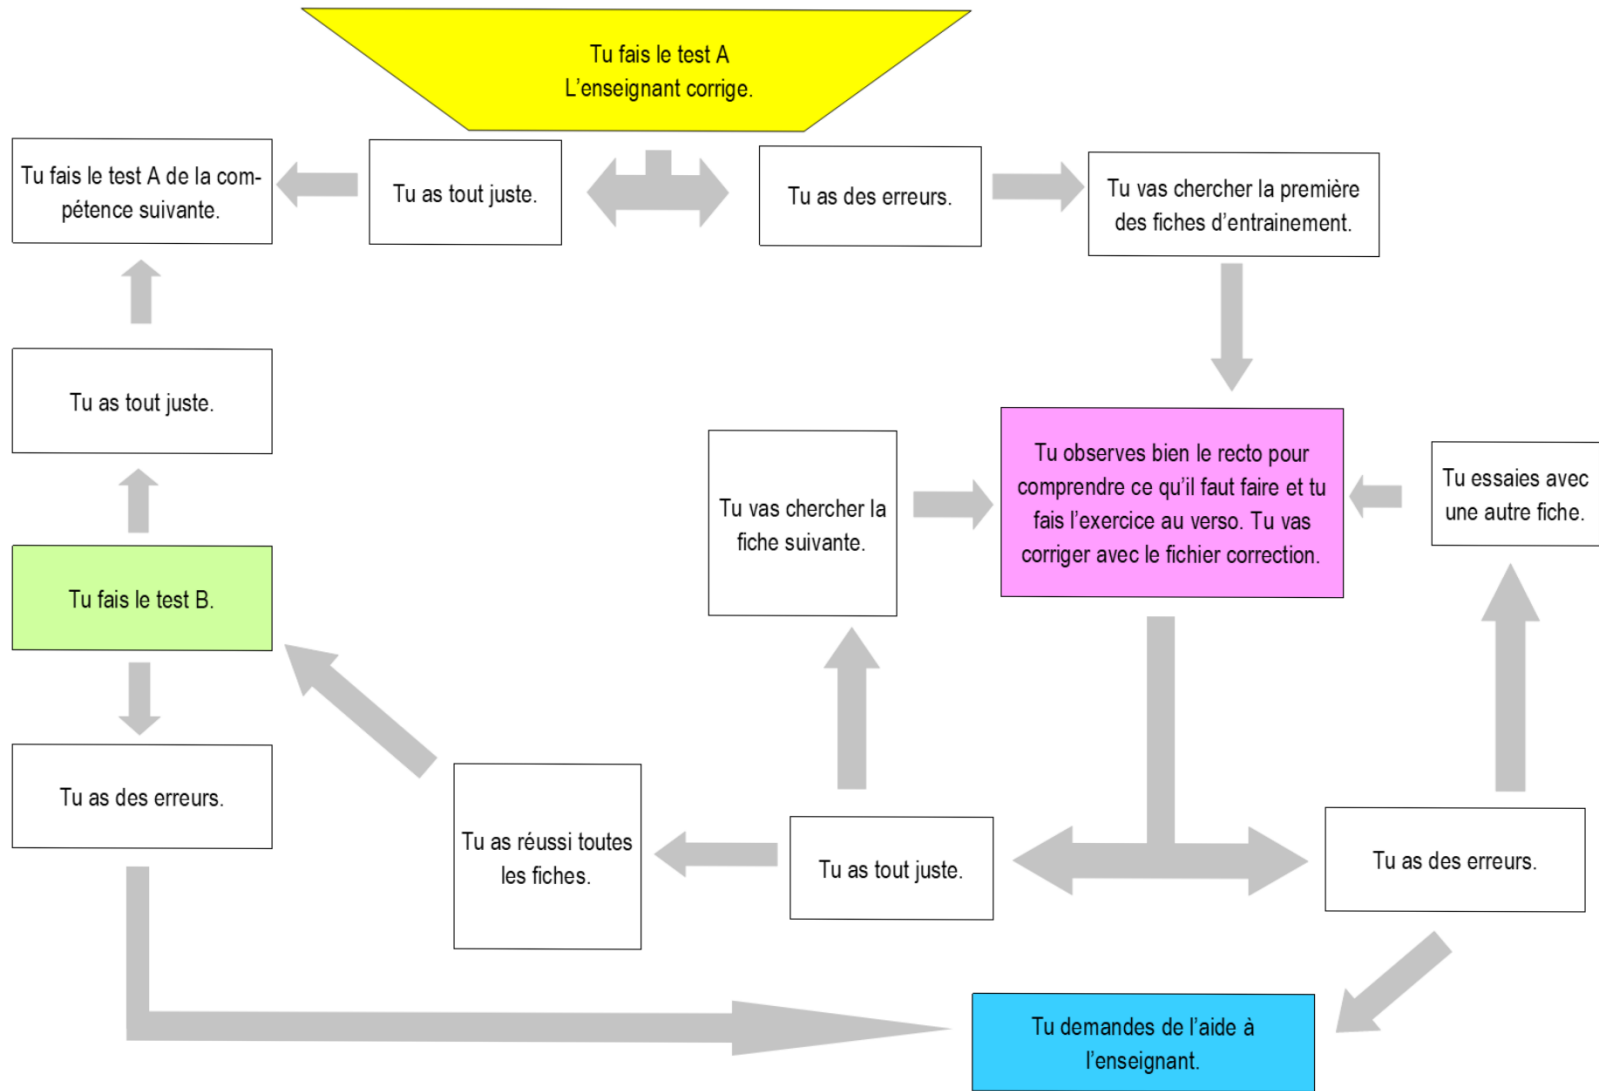 Tu fais le test A
L’enseignant corrige.
Tu fais le test A de la com-
pétence suivante.
Tu as tout juste.
Tu as des erreurs.
Tu vas chercher la première
des fiches d’entrainement.
Tu as tout juste.
Tu observes bien le recto pour
comprendre ce qu’il faut faire et tu
fais l’exercice au verso. Tu vas
corriger avec le fichier correction.
Tu vas chercher la
fiche suivante.
Tu essaies avec
une autre fiche.
Tu fais le test B.
Tu as des erreurs.
Tu as réussi toutes
les fiches.
Tu as tout juste.
Tu as des erreurs.
Tu demandes de l’aide à
l’enseignant.